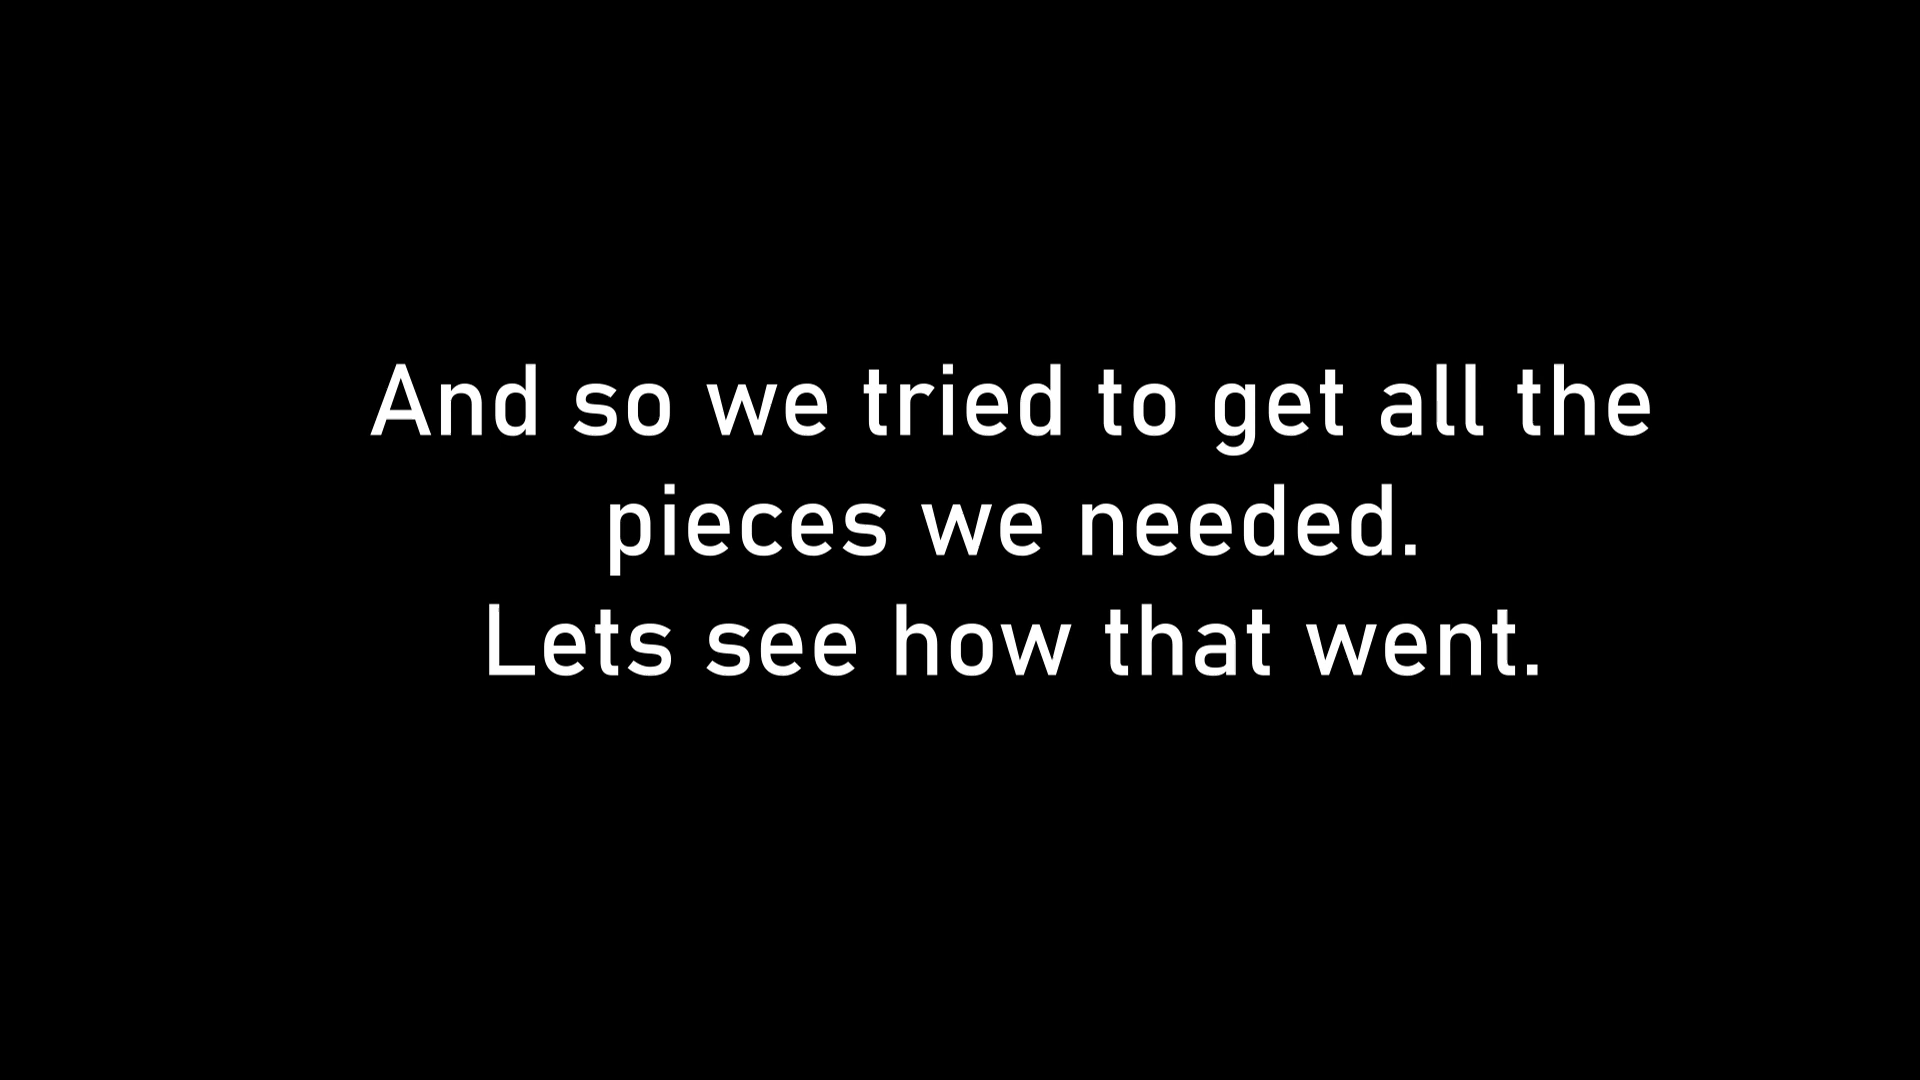 And so we tried to get all the
pieces we needed.
Lets see how that went.